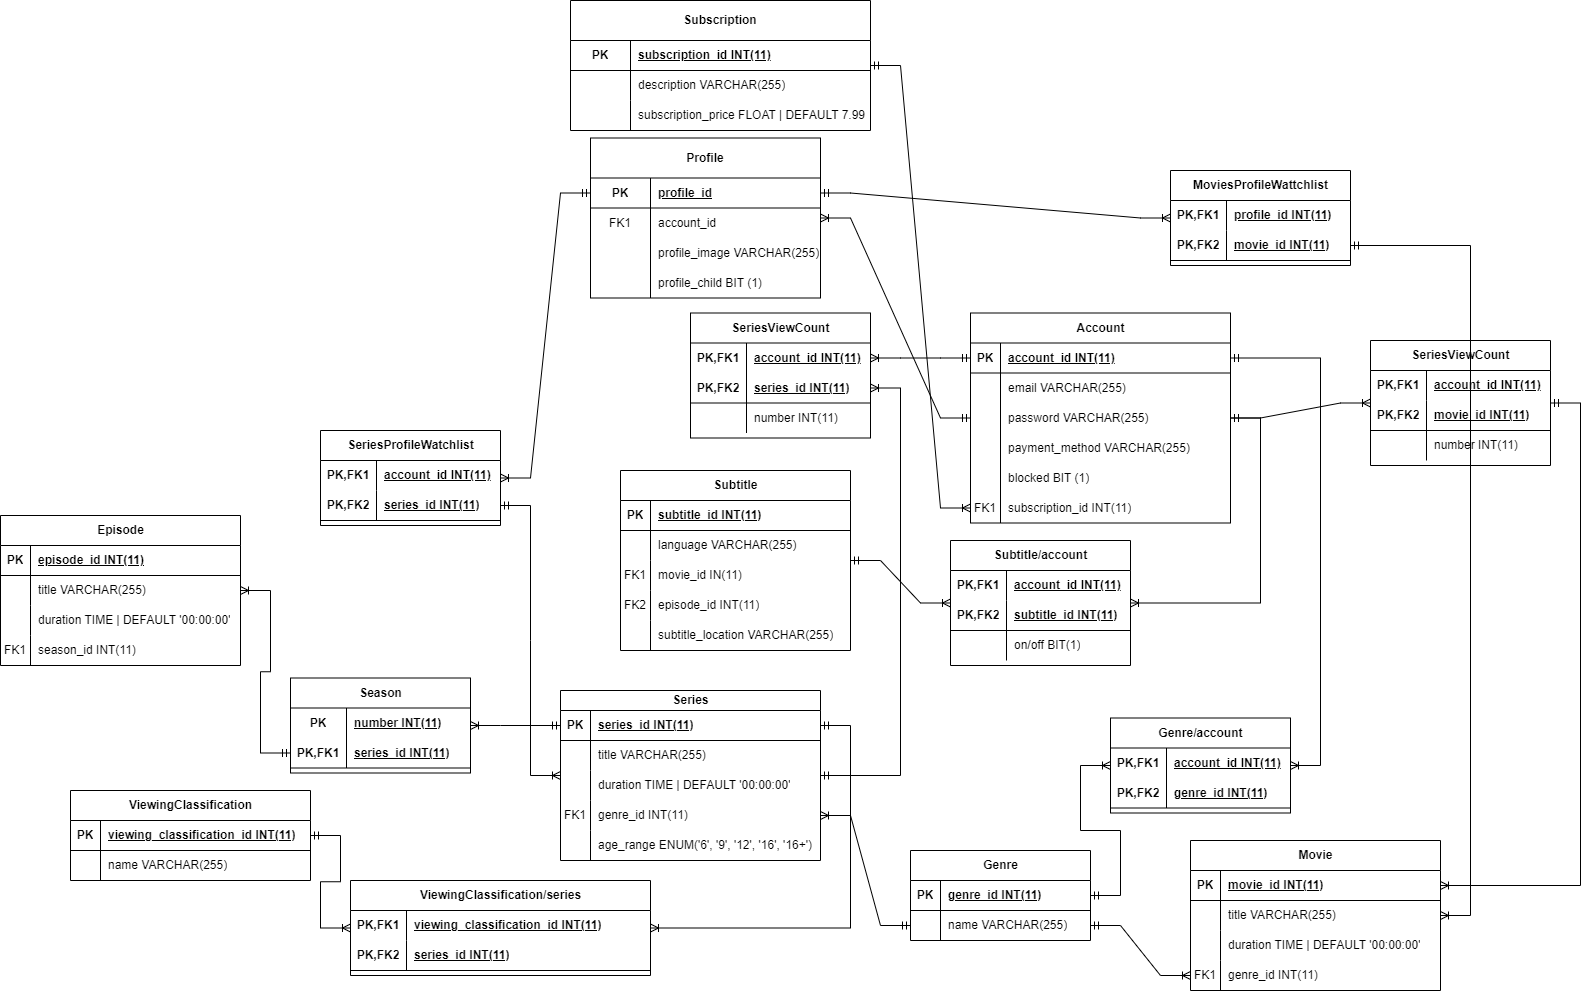 Subscription
PK subscription_id INT(11)
description VARCHAR(255)
subscription_price FLOAT | DEFAULT 7.99
Profile
PK profile_id
FK1 account_id
profile_image VARCHAR(255)
profile_child BIT (1)
MoviesProfileWattchlist
PK,FK1 profile_id INT(11)
PK,FK2 movie_id INT(11)
SeriesViewCount
PK,FK1 account_id INT(11)
PK,FK2 series_id INT(11)
number INT(11)
Account
PK account_id INT(11)
email VARCHAR(255)
password VARCHAR(255)
payment_method VARCHAR(255)
blocked BIT (1)
FK1 subscription_id INT(11)
SeriesViewCount
PK,FK1 account_id INT(11)
PK,FK2 movie_id INT(11)
number INT(11)
SeriesProfileWatchlist
PK,FK1 account_id INT(11)
PK,FK2 series_id INT(11)
Subtitle
PK subtitle_id INT(11)
language VARCHAR(255)
FK1 movie_id IN(11)
FK2 episode_id INT(11)
subtitle_location VARCHAR(255)
Episode
PK episode_id INT(11)
title VARCHAR(255)
duration TIME | DEFAULT '00:00:00'
FK1 season_id INT(11)
Subtitle/account
PK,FK1 account_id INT(11)
PK,FK2 subtitle_id INT(11)
on/off BIT(1)
Season
PK number INT(11)
PK,FK1 series_id INT(11)
Series
PK series_id INT(11)
title VARCHAR(255)
duration TIME | DEFAULT '00:00:00'
FK1 genre_id INT(11)
age_range ENUM('6', '9', '12', '16', '16+')
Genre/account
PK,FK1 account_id INT(11)
PK,FK2 genre_id INT(11)
ViewingClassification
PK viewing_classification_id INT(11)
name VARCHAR(255)
ViewingClassification/series
PK,FK1 viewing_classification_id INT(11)
PK,FK2 series_id INT(11)
Genre
PK genre_id INT(11)
name VARCHAR(255)
Movie
PK movie_id INT(11)
title VARCHAR(255)
duration TIME | DEFAULT '00:00:00'
FK1 genre_id INT(11)